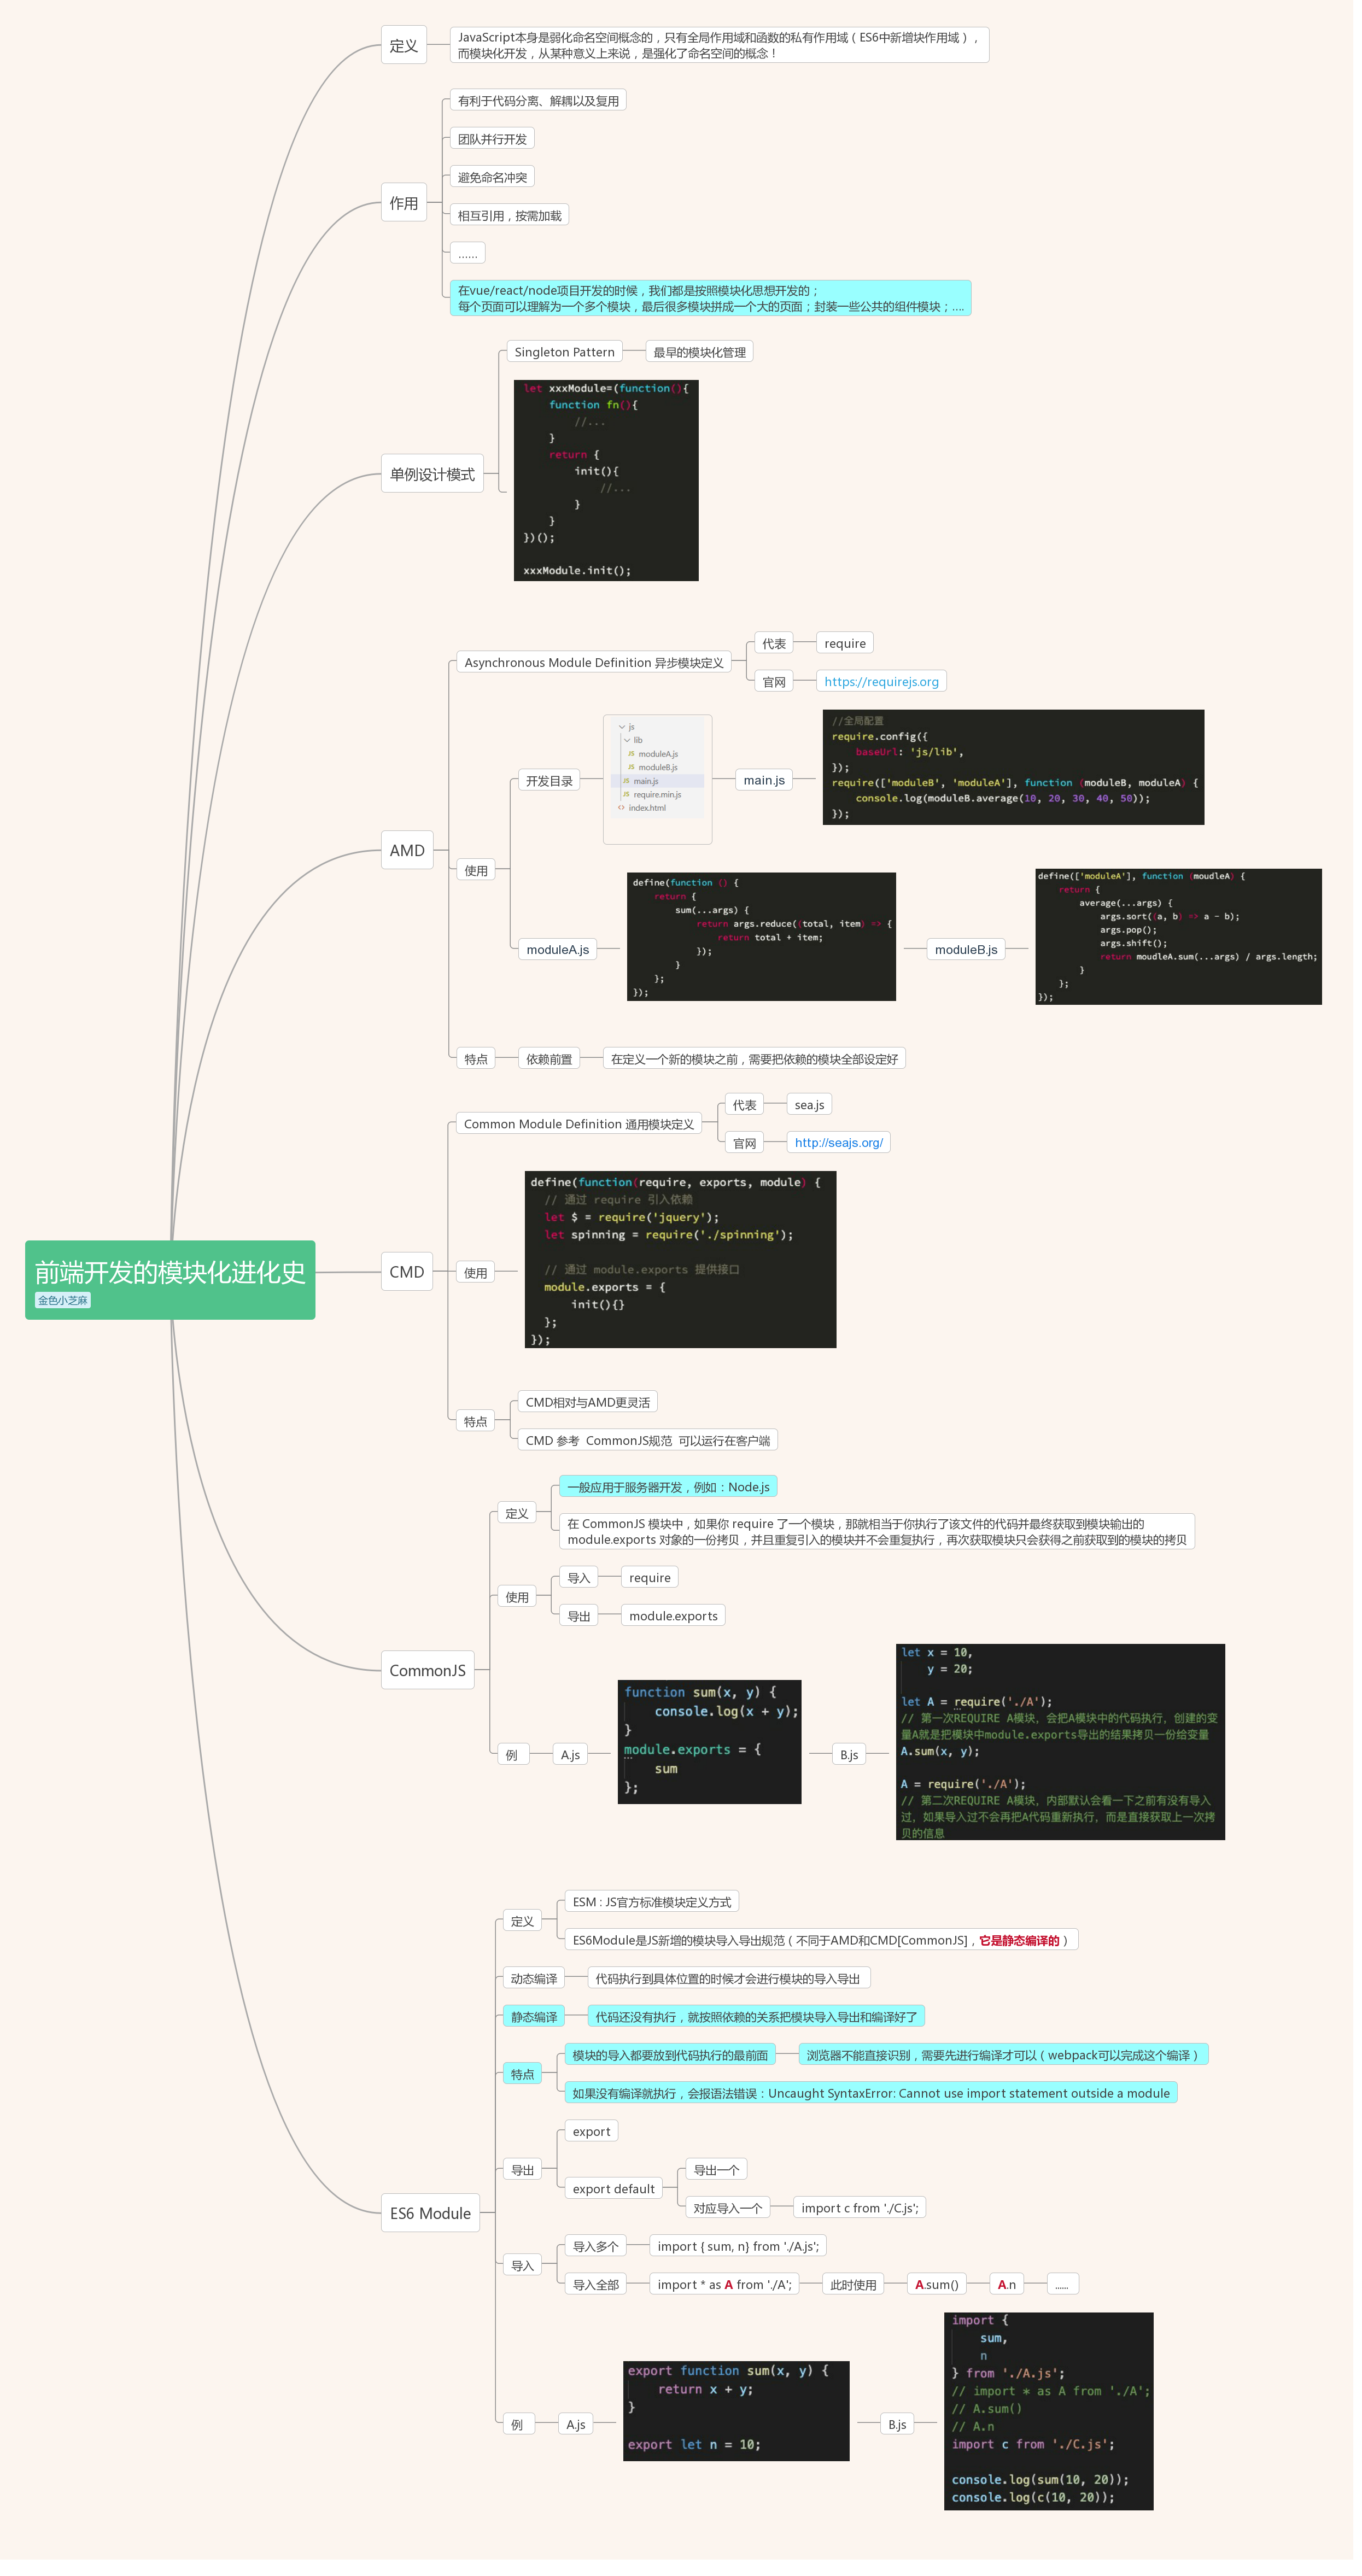 前端开发的模块化进化史
金色小芝麻
定义
JavaScript本身是弱化命名空间概念的，只有全局作用域和函数的私有作用域（ES6中新增块作用域），
而模块化开发，从某种意义上来说，是强化了命名空间的概念！
作用
有利于代码分离、解耦以及复用
团队并行开发
避免命名冲突
相互引用，按需加载
……
在vue/react/node项目开发的时候，我们都是按照模块化思想开发的；
每个页面可以理解为一个多个模块，最后很多模块拼成一个大的页面；封装一些公共的组件模块；….
单例设计模式
Singleton Pattern
最早的模块化管理
let xxxModule=(function(){
function fn(){
//...
}
return {
init(){
//...
}
}
})();
xxxModule.init();
AMD
Asynchronous Module Definition 异步模块定义
代表
require
官网
https://requirejs.org
使用
开发目录
js
lib
JS moduleA.js
JS moduleB.js
JS main.js
JS require.min.js
<> index.html
main.js
//全局配置
require.config({
baseUrl: 'js/lib',
});
require(['moduleB', 'moduleA'], function (moduleB, moduleA) {
console.log(moduleB.average(10, 20, 30, 40, 50));
});
moduleA.js
define(function () {
return {
sum(...args) {
return args.reduce((total, item) => {
return total + item;
});
}
};
});
moduleB.js
define(['moduleA'], function (moudleA) {
return {
average(...args) {
args.sort((a, b) => a - b);
args.pop();
args.shift();
return moudleA.sum(...args) / args.length;
}
};
});
特点
依赖前置
在定义一个新的模块之前，需要把依赖的模块全部设定好
CMD
Common Module Definition 通用模块定义
代表
sea.js
官网
http://seajs.org/
使用
define(function(require, exports, module) {
// 通过 require 引入依赖
let $ = require('jquery');
let spinning = require('./spinning');
// 通过 module.exports 提供接口
module.exports = {
init(){}
};
});
特点
CMD相对与AMD更灵活
CMD 参考 CommonJS规范 可以运行在客户端
CommonJS
定义
一般应用于服务器开发，例如：Node.js
在 CommonJS 模块中，如果你 require 了一个模块，那就相当于你执行了该文件的代码并最终获取到模块输出的
module.exports 对象的一份拷贝，并且重复引入的模块并不会重复执行，再次获取模块只会获得之前获取到的模块的拷贝
使用
导入
require
导出
module.exports
例
A.js
function sum(x, y) {
console.log(x + y);
}
module.exports = {
sum
};
B.js
let x = 10,
y = 20;
let A = require('./A');
// 第一次REQUIRE A模块，会把A模块中的代码执行，创建的变
量A就是把模块中module.exports导出的结果拷贝一份给变量
A.sum(x, y);
A = require('./A');
// 第二次REQUIRE A模块，内部默认会看一下之前有没有导入
过，如果导入过不会再把A代码重新执行，而是直接获取上一次拷
贝的信息
ES6 Module
定义
ESM : JS官方标准模块定义方式
ES6Module是JS新增的模块导入导出规范（不同于AMD和CMD[CommonJS]，它是静态编译的）
动态编译
代码执行到具体位置的时候才会进行模块的导入导出
静态编译
代码还没有执行，就按照依赖的关系把模块导入导出和编译好了
特点
模块的导入都要放到代码执行的最前面
浏览器不能直接识别，需要先进行编译才可以（webpack可以完成这个编译）
如果没有编译就执行，会报语法错误：Uncaught SyntaxError: Cannot use import statement outside a module
导出
export
export default
导出一个
对应导入一个
import c from './C.js';
导入
导入多个
import { sum, n} from './A.js';
导入全部
import * as A from './A';
此时使用
A.sum()
A.n
......
例
A.js
export function sum(x, y) {
return x + y;
}
export let n = 10;
B.js
import {
sum,
n
} from './A.js';
// import * as A from './A';
// A.sum()
// A.n
import c from './C.js';
console.log(sum(10, 20));
console.log(c(10, 20));